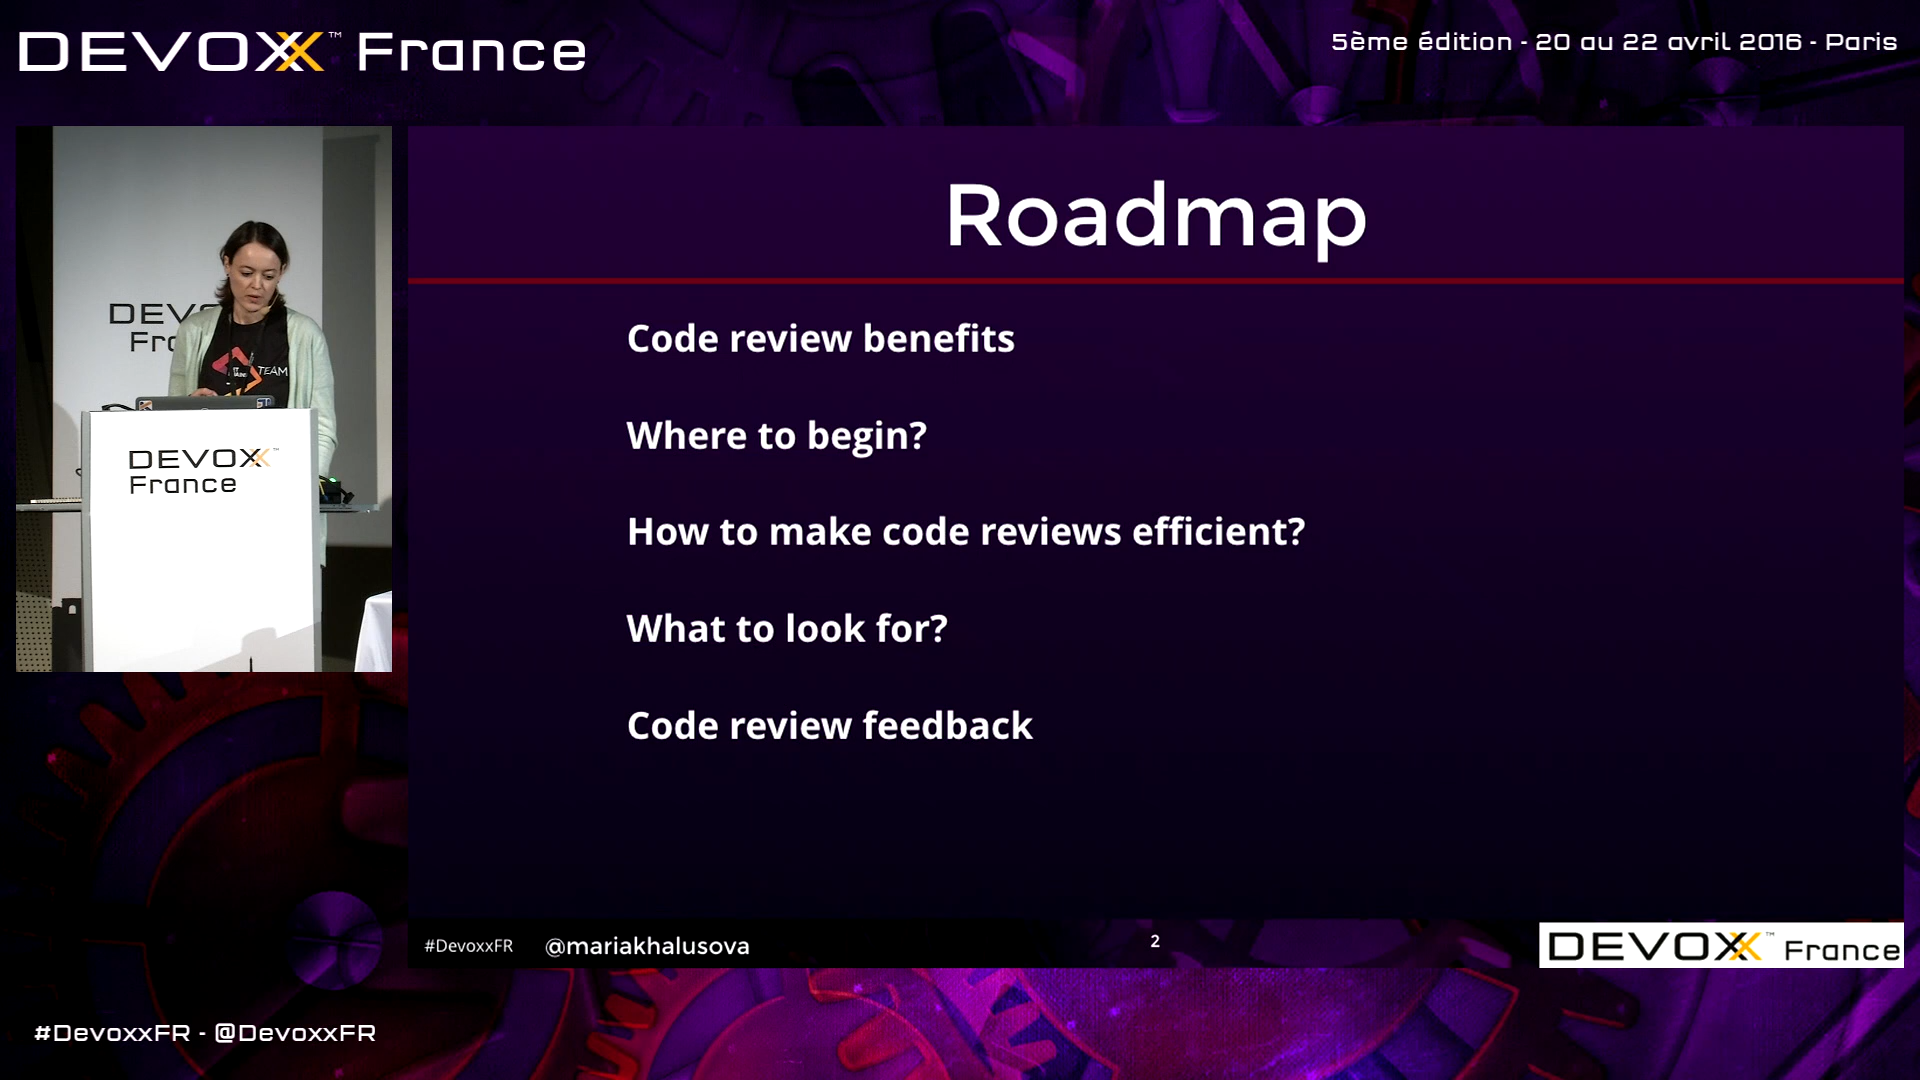 DEVOXX™ France
5ème édition - 20 au 22 avril 2016 - Paris
DEVO
Fra
TEAM
DEVOXX™
France
Roadmap
Code review benefits
Where to begin?
How to make code reviews efficient?
What to look for?
Code review feedback
#DevoxxFR @mariakhalusova 2 DEVOXX™ France
#DevoxxFR - @DevoxxFR